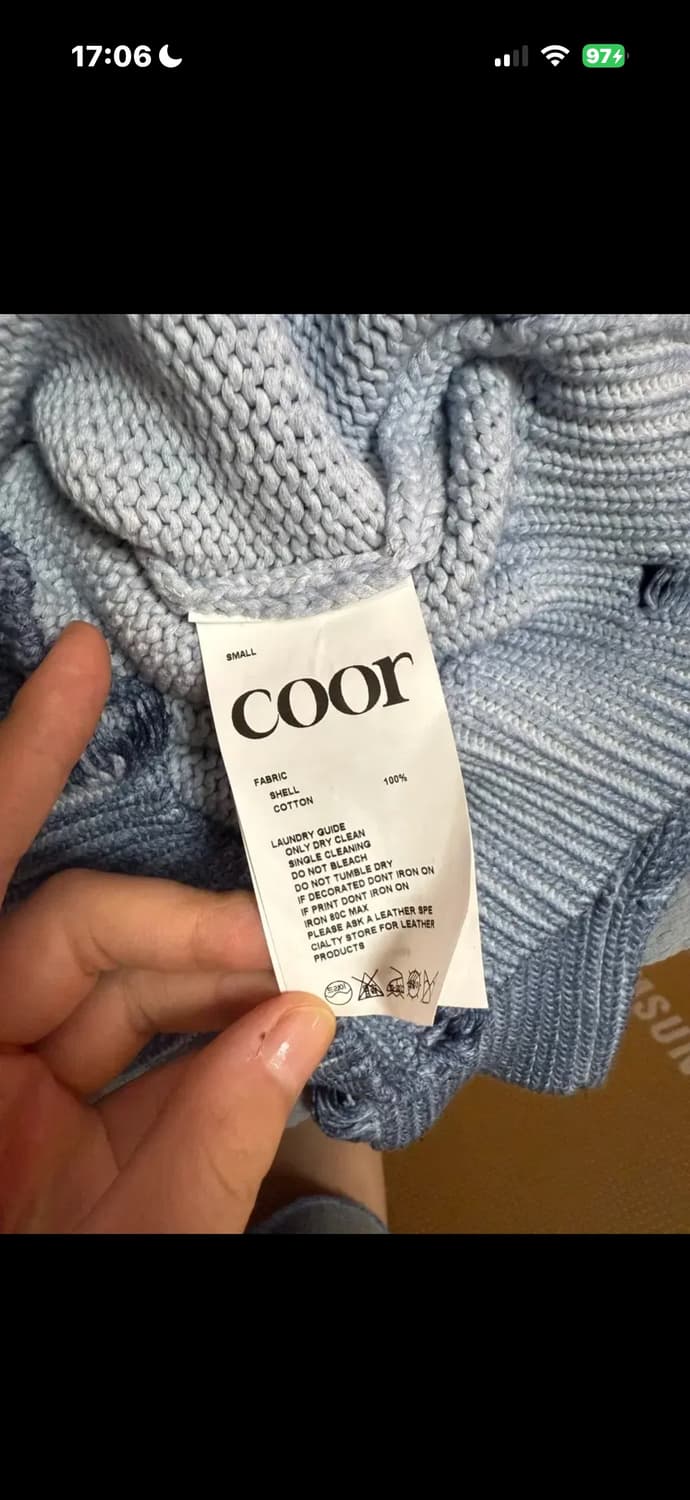 17:06
97
SMALL
coor
FABRIC
SHELL 100%
COTTON
LAUNDRY GUIDE
ONLY DRY CLEAN
SINGLE CLEANING
DO NOT BLEACH
DO NOT TUMBLE DRY
IF DECORATED DONT IRON ON
IF PRINT DONT IRON ON
IRON 80C MAX
PLEASE ASK A LEATHER SPE
CIALTY STORE FOR LEATHER
PRODUCTS